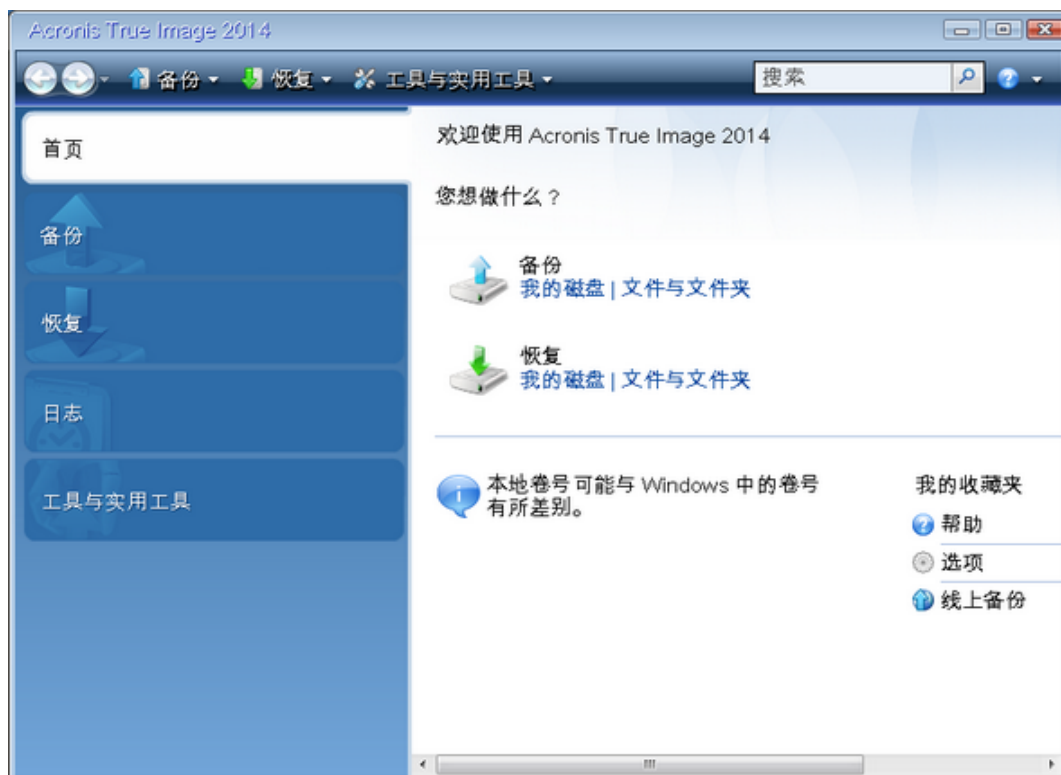 Acronis True Image 2014
备份 恢复 工具与实用工具 搜索
首页
备份
恢复
日志
工具与实用工具
欢迎使用 Acronis True Image 2014
您想做什么？
备份
我的磁盘 | 文件与文件夹
恢复
我的磁盘 | 文件与文件夹
本地卷号可能与 Windows 中的卷号
有所差别。
我的收藏夹
帮助
选项
线上备份